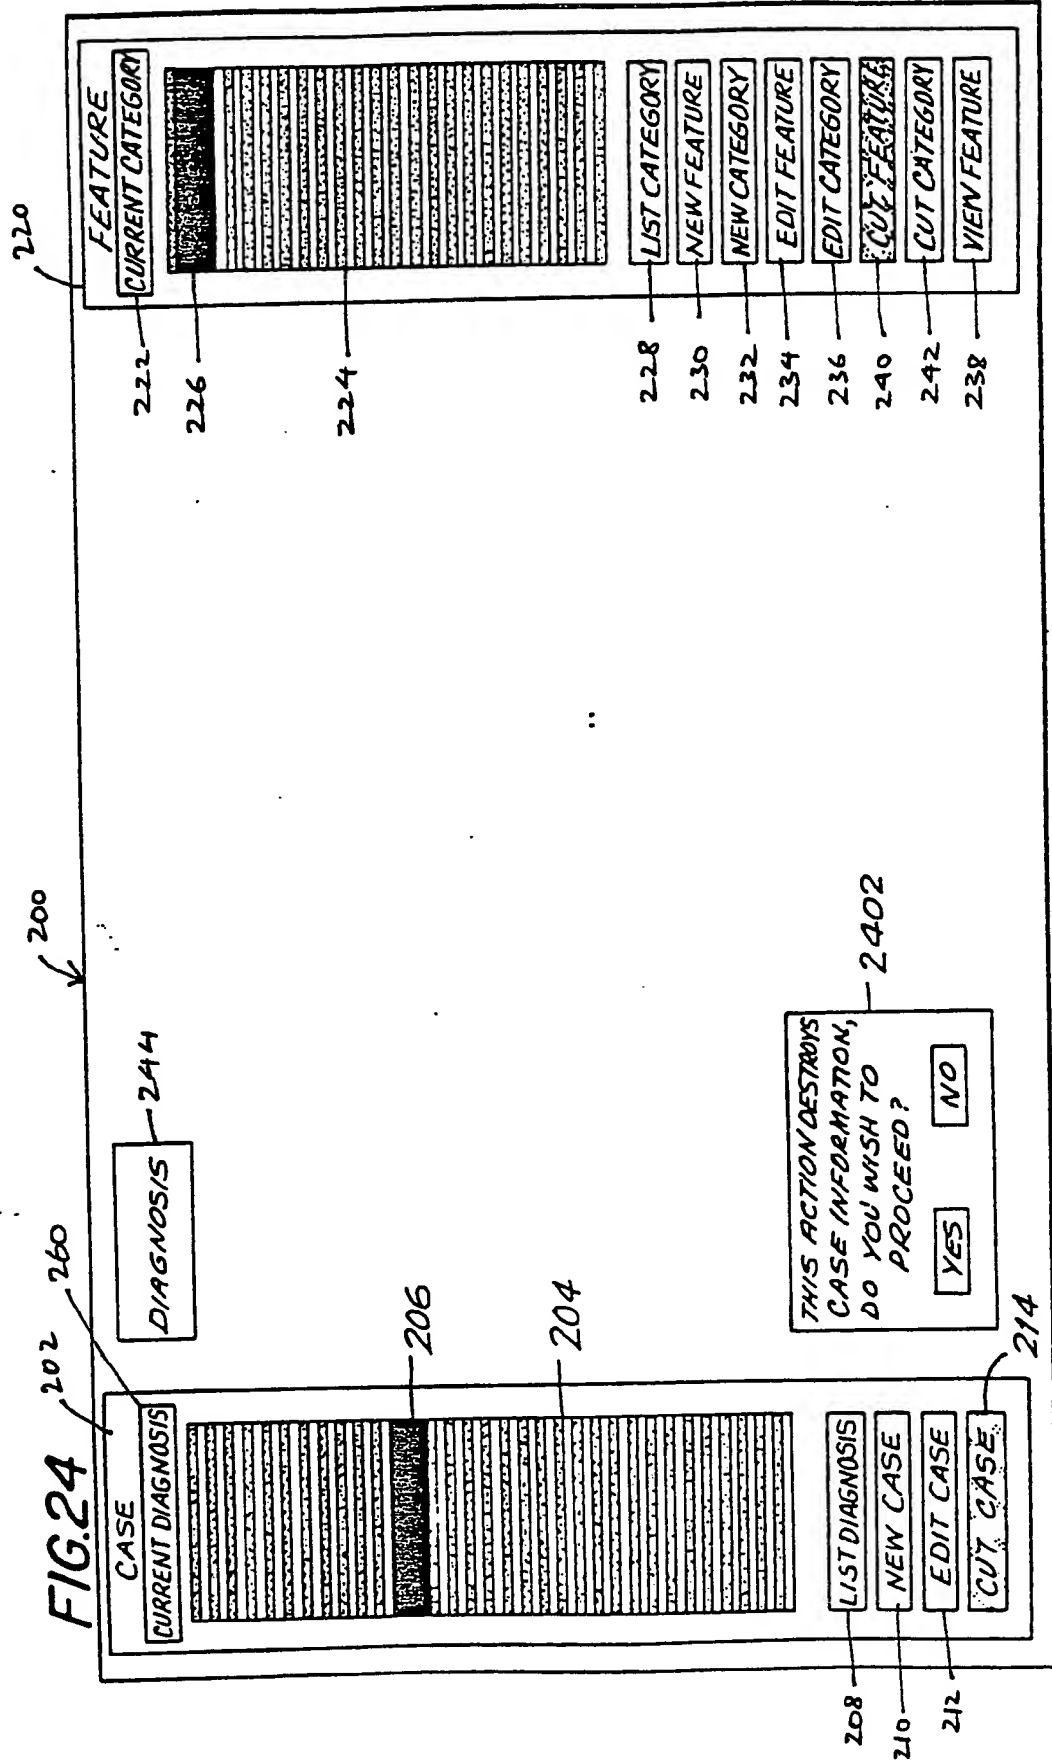 FIG.24
200
202
260
CASE
CURRENT DIAGNOSIS
206
204
LIST DIAGNOSIS
NEW CASE
EDIT CASE
CUT CASE
208
210
212
214
DIAGNOSIS
244
THIS ACTION DESTROYS
CASE INFORMATION,
DO YOU WISH TO
PROCEED?
YES
NO
2402
220
FEATURE
CURRENT CATEGORY
222
226
224
LIST CATEGORY
NEW FEATURE
NEW CATEGORY
EDIT FEATURE
EDIT CATEGORY
CUT FEATURE
CUT CATEGORY
VIEW FEATURE
228
230
232
234
236
240
242
238